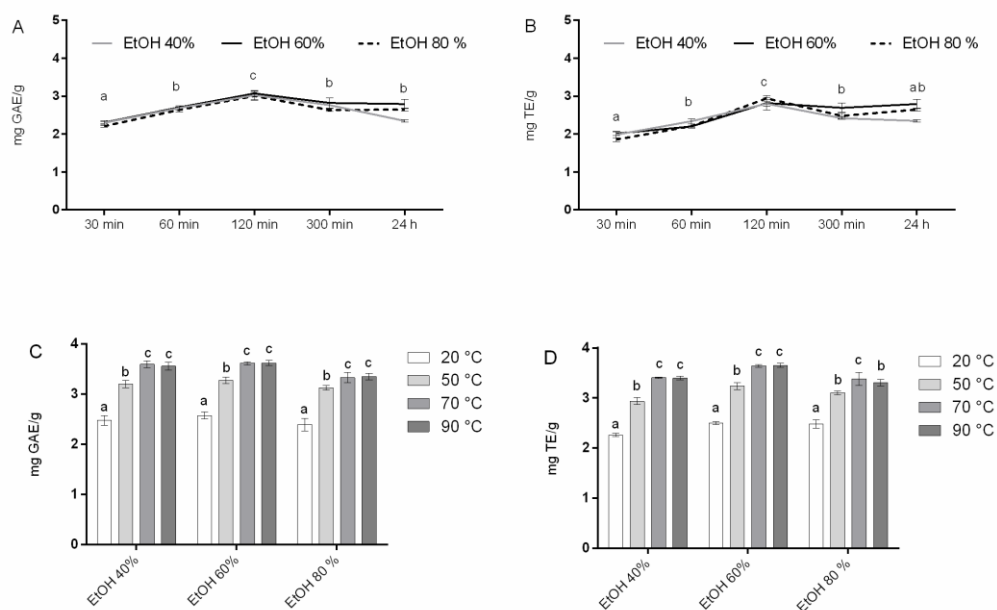 A
EtOH 40% EtOH 60% EtOH 80 %
mg GAE/g
5
4
3
2
1
0
a b c b b
30 min 60 min 120 min 300 min 24 h
B
EtOH 40% EtOH 60% EtOH 80 %
mg TE/g
5
4
3
2
1
0
a b c b ab
30 min 60 min 120 min 300 min 24 h
C
mg GAE/g
4
3
2
1
0
a b c c a b c c a b c c
EtOH 40% EtOH 60% EtOH 80 %
20 °C
50 °C
70 °C
90 °C
D
mg TE/g
4
3
2
1
0
a b c c a b c c a b c b
EtOH 40% EtOH 60% EtOH 80 %
20 °C
50 °C
70 °C
90 °C